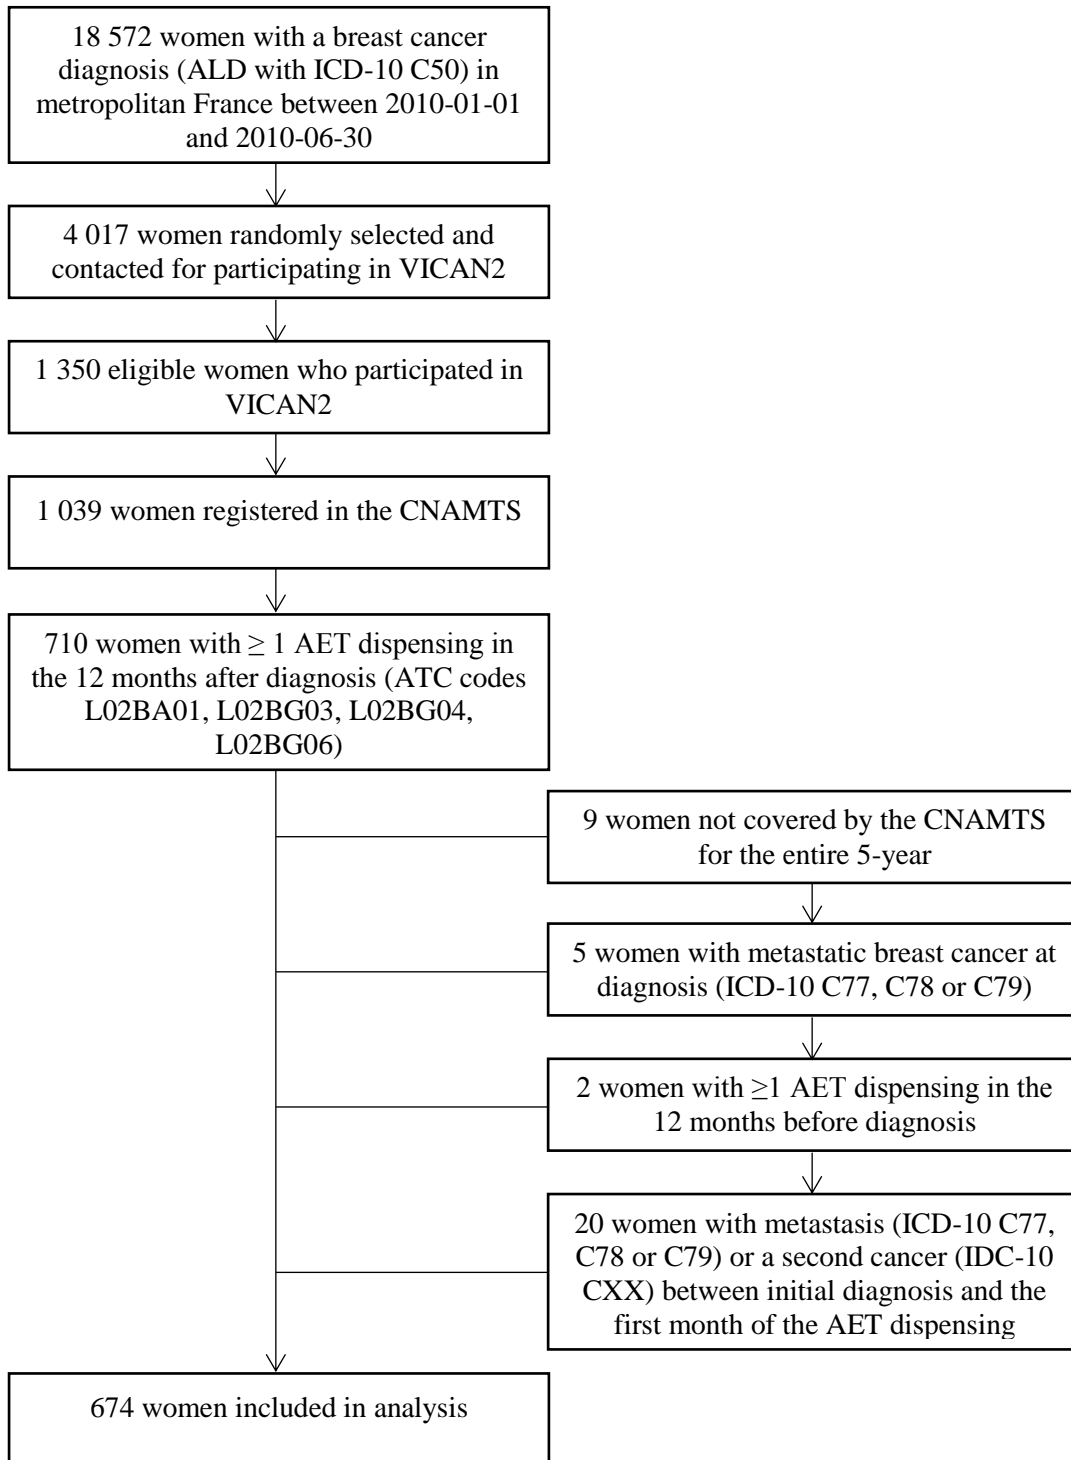 18 572 women with a breast cancer
diagnosis (ALD with ICD-10 C50) in
metropolitan France between 2010-01-01
and 2010-06-30
4 017 women randomly selected and
contacted for participating in VICAN2
1 350 eligible women who participated in
VICAN2
1 039 women registered in the CNAMTS
710 women with ≥ 1 AET dispensing in
the 12 months after diagnosis (ATC codes
L02BA01, L02BG03, L02BG04,
L02BG06)
9 women not covered by the CNAMTS
for the entire 5-year
5 women with metastatic breast cancer at
diagnosis (ICD-10 C77, C78 or C79)
2 women with ≥1 AET dispensing in the
12 months before diagnosis
20 women with metastasis (ICD-10 C77,
C78 or C79) or a second cancer (IDC-10
CXX) between initial diagnosis and the
first month of the AET dispensing
674 women included in analysis